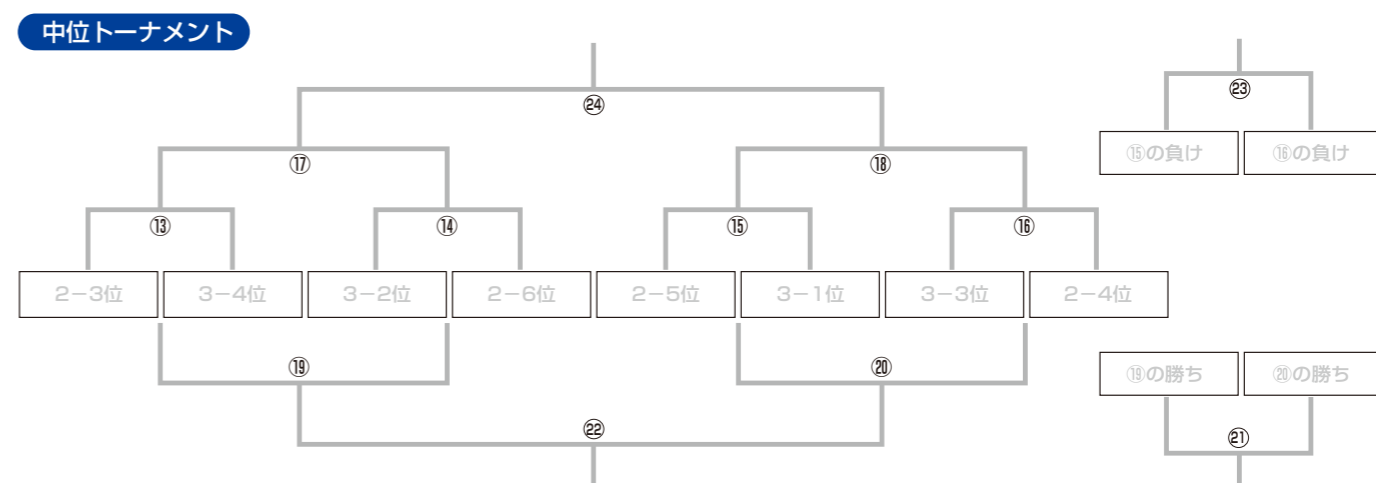 中位トーナメント
㉔
㉓
⑮の負け ⑯の負け
⑰ ⑱
⑬ ⑭ ⑮ ⑯
2−3位 3−4位 3−2位 2−6位 2−5位 3−1位 3−3位 2−4位
⑲ ⑳
⑲の勝ち ⑳の勝ち
㉒ ㉑